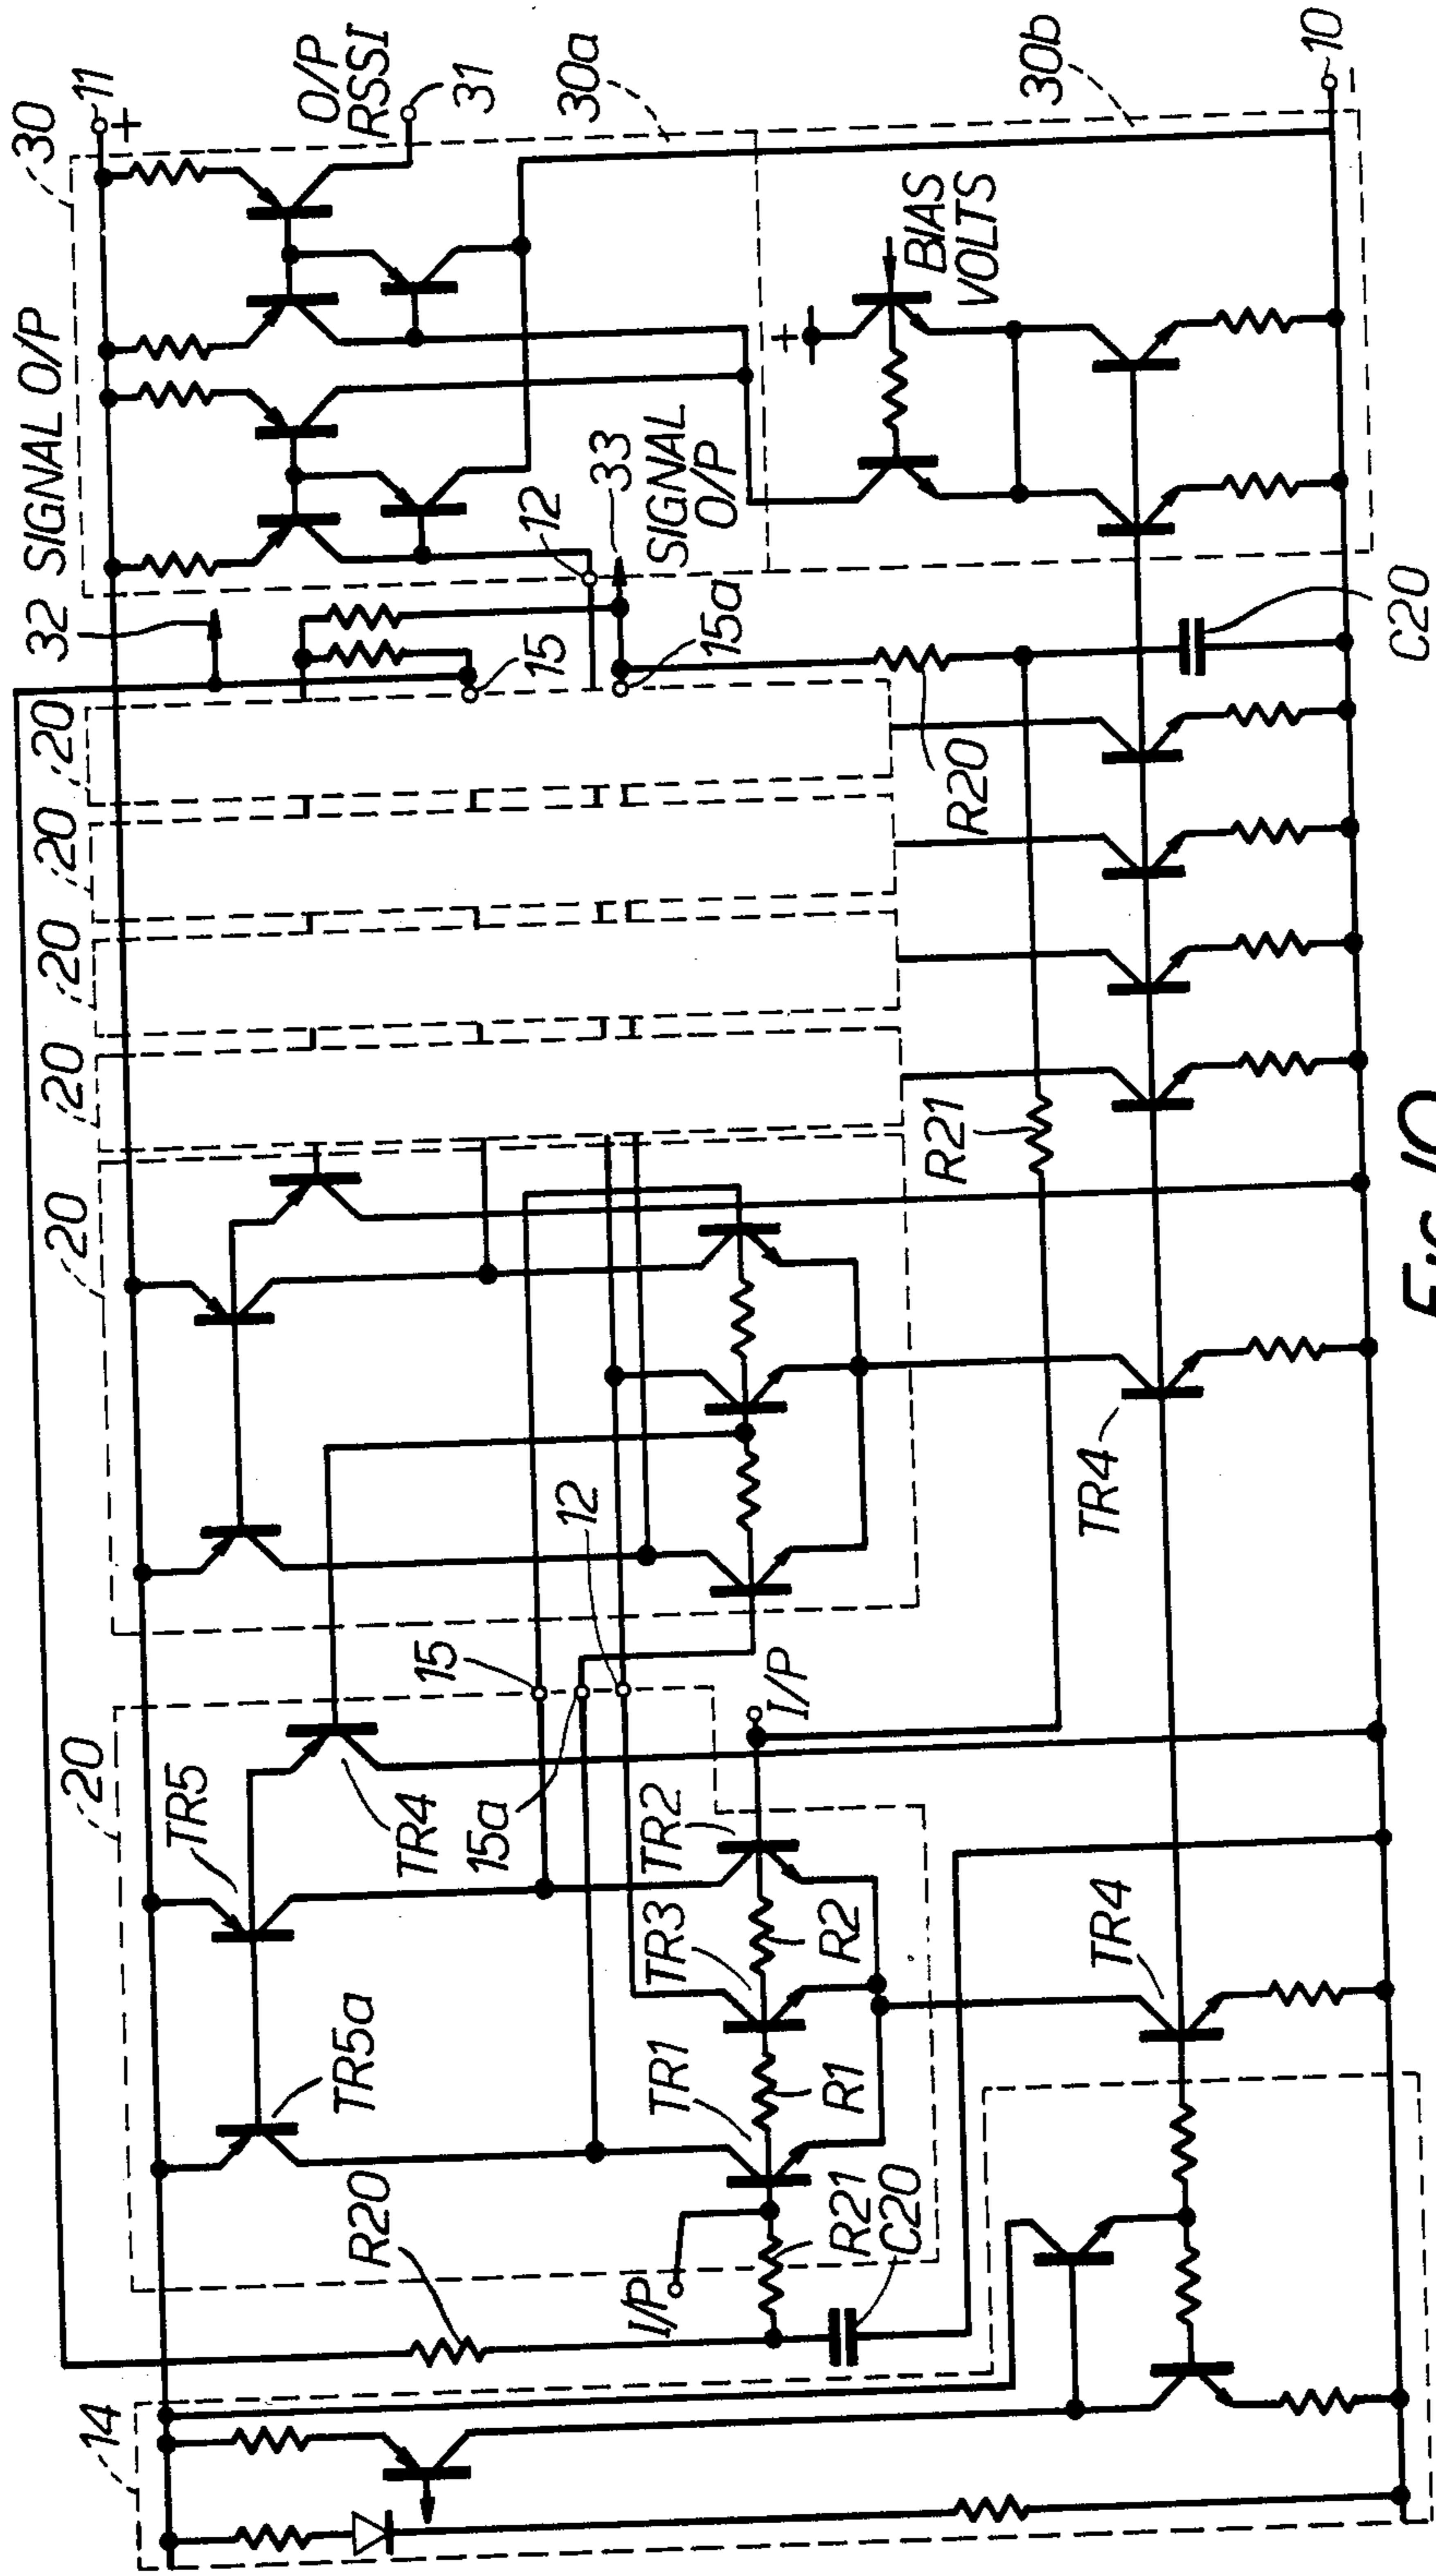 30
11
+
O/P
RSSI
31
30a
30b
10
SIGNAL O/P
32
12
33
SIGNAL
O/P
15
15a
+
BIAS
VOLTS
C20
20
20
20
20
20
R20
R21
12
15
15a
I/P
TR4
20
TR5
TR4
TR5a
TR2
TR3
R2
TR1
R1
TR4
R20
R21
C20
I/P
14
FIG. 10.